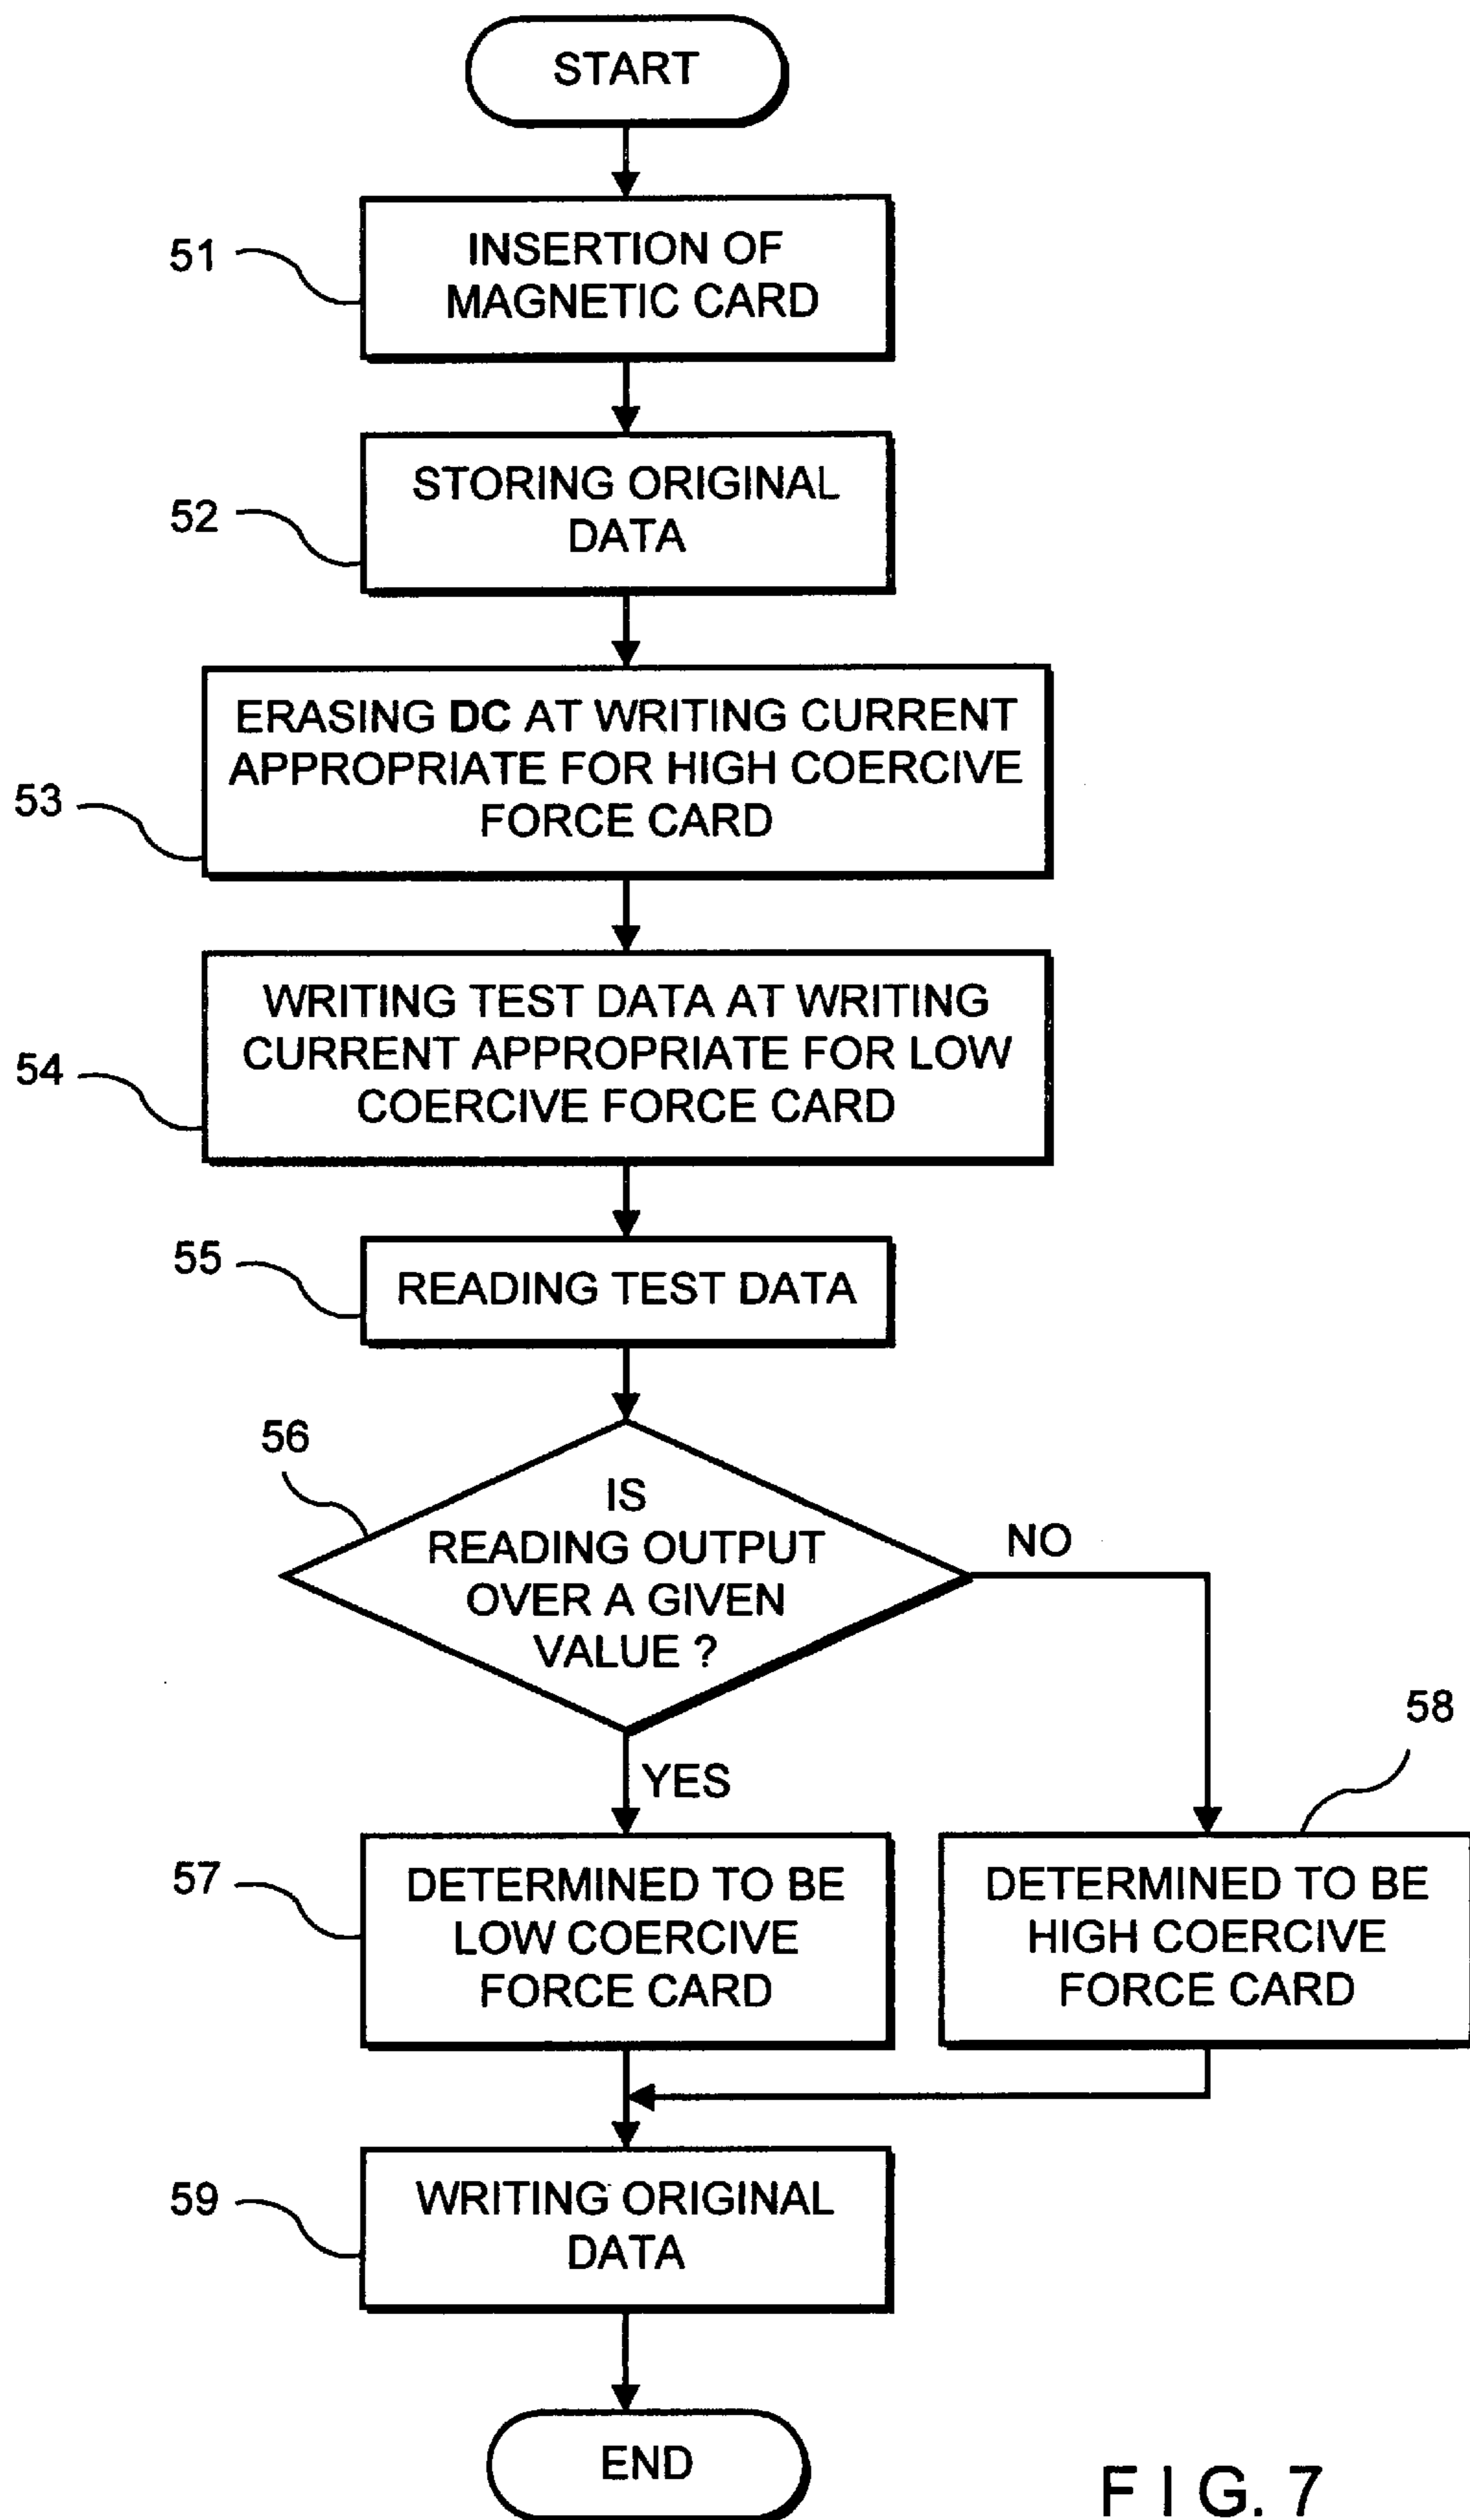 START
51
INSERTION OF
MAGNETIC CARD
52
STORING ORIGINAL
DATA
53
ERASING DC AT WRITING CURRENT
APPROPRIATE FOR HIGH COERCIVE
FORCE CARD
54
WRITING TEST DATA AT WRITING
CURRENT APPROPRIATE FOR LOW
COERCIVE FORCE CARD
55
READING TEST DATA
56
IS
READING OUTPUT
OVER A GIVEN
VALUE ?
NO
YES
57
DETERMINED TO BE
LOW COERCIVE
FORCE CARD
58
DETERMINED TO BE
HIGH COERCIVE
FORCE CARD
59
WRITING ORIGINAL
DATA
END
FIG. 7